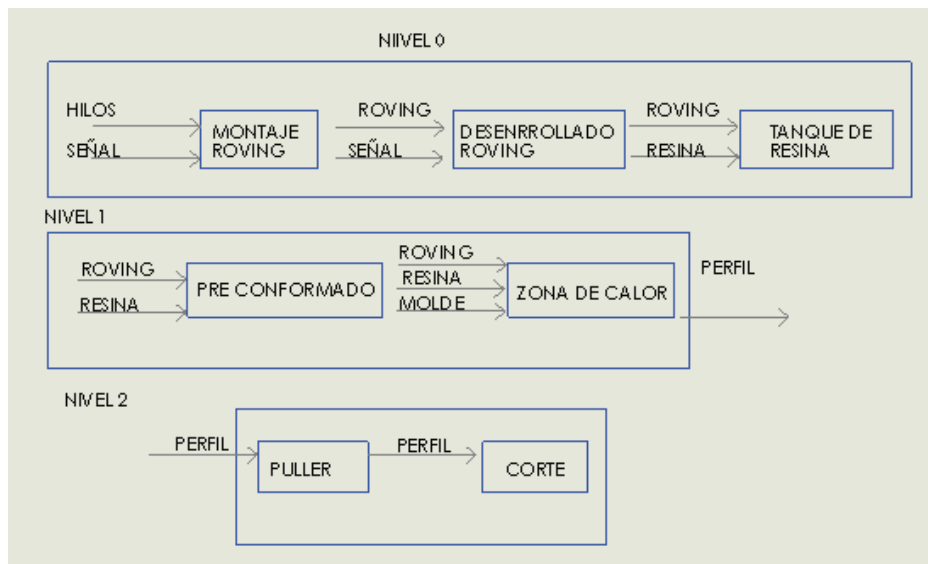 NIIVEL 0
HILOS
SEÑAL
MONTAJE
ROVING
ROVING
SEÑAL
DESENRROLLADO
ROVING
ROVING
RESINA
TANQUE DE
RESINA
NIVEL 1
ROVING
RESINA
PRE CONFORMADO
ROVING
RESINA
MOLDE
ZONA DE CALOR
PERFIL
NIVEL 2
PERFIL
PULLER
PERFIL
CORTE